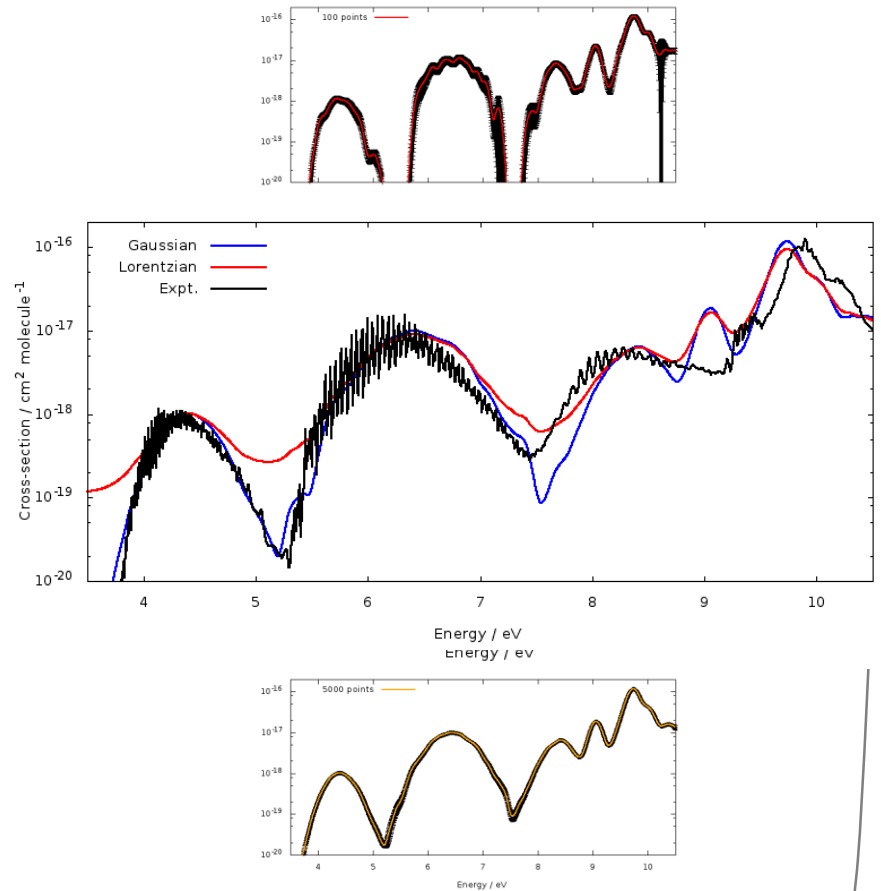 100 points
10-16
10-17
10-18
10-19
10-20
Gaussian
Lorentzian
Expt.
10-16
10-17
10-18
10-19
10-20
Cross-section / cm2 molecule-1
4 5 6 7 8 9 10
Energy / eV
Energy / eV
5000 points
10-16
10-17
10-18
10-19
10-20
4 5 6 7 8 9 10
Energy / eV